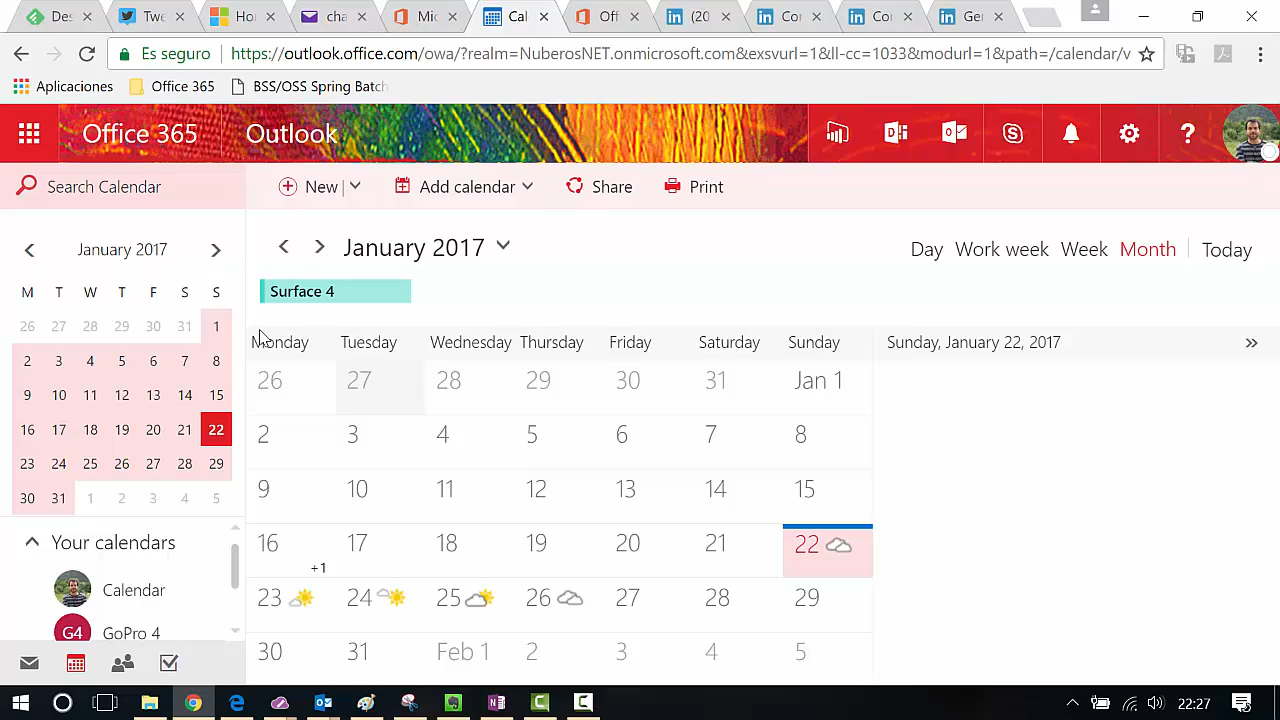 Des
Twe
Ho
cha
Mic
Cal
Off
(20
Co
Co
Ge
Es seguro
https://outlook.office.com/owa/?realm=NuberosNET.onmicrosoft.com&exsvurl=1&ll-cc=1033&modurl=1&path=/calendar/v
Aplicaciones
Office 365
BSS/OSS Spring Batch
Office 365
Outlook
Search Calendar
New
Add calendar
Share
Print
January 2017
M T W T F S S
26 27 28 29 30 31 1
2 3 4 5 6 7 8
9 10 11 12 13 14 15
16 17 18 19 20 21 22
23 24 25 26 27 28 29
30 31 1 2 3 4 5
Your calendars
Calendar
G4 GoPro 4
January 2017
Day Work week Week Month Today
Surface 4
Monday Tuesday Wednesday Thursday Friday Saturday Sunday
26 27 28 29 30 31 Jan 1
2 3 4 5 6 7 8
9 10 11 12 13 14 15
16 17 18 19 20 21 22
+1
23 24 25 26 27 28 29
30 31 Feb 1 2 3 4 5
Sunday, January 22, 2017
22:27